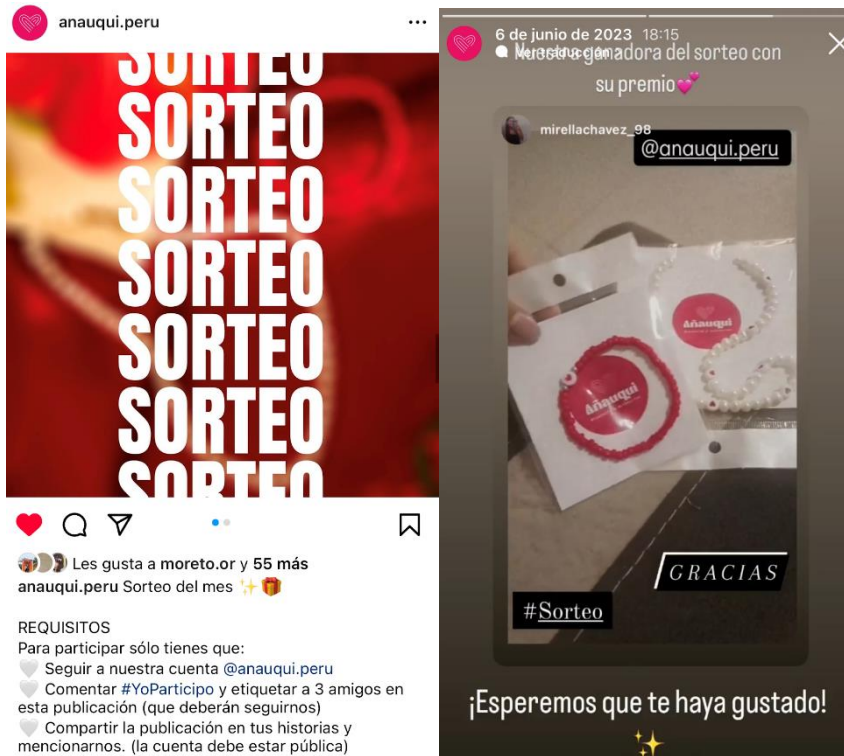 anauqui.peru
SORTEO
SORTEO
SORTEO
SORTEO
SORTEO
SORTEO
SORTEO
Les gusta a moreto.or y 55 más
anauqui.peru Sorteo del mes ✨🎁
REQUISITOS
Para participar sólo tienes que:
🤍 Seguir a nuestra cuenta @anauqui.peru
🤍 Comentar #YoParticipo y etiquetar a 3 amigos en
esta publicación (que deberán seguirnos)
🤍 Compartir la publicación en tus historias y
mencionarnos. (la cuenta debe estar pública)
6 de junio de 2023 18:15
Ver traducción
ganadora del sorteo con
su premio💕
mirellachavez_98
@anauqui.peru
Añauqui
Añauqui
GRACIAS
#Sorteo
¡Esperemos que te haya gustado!
✨